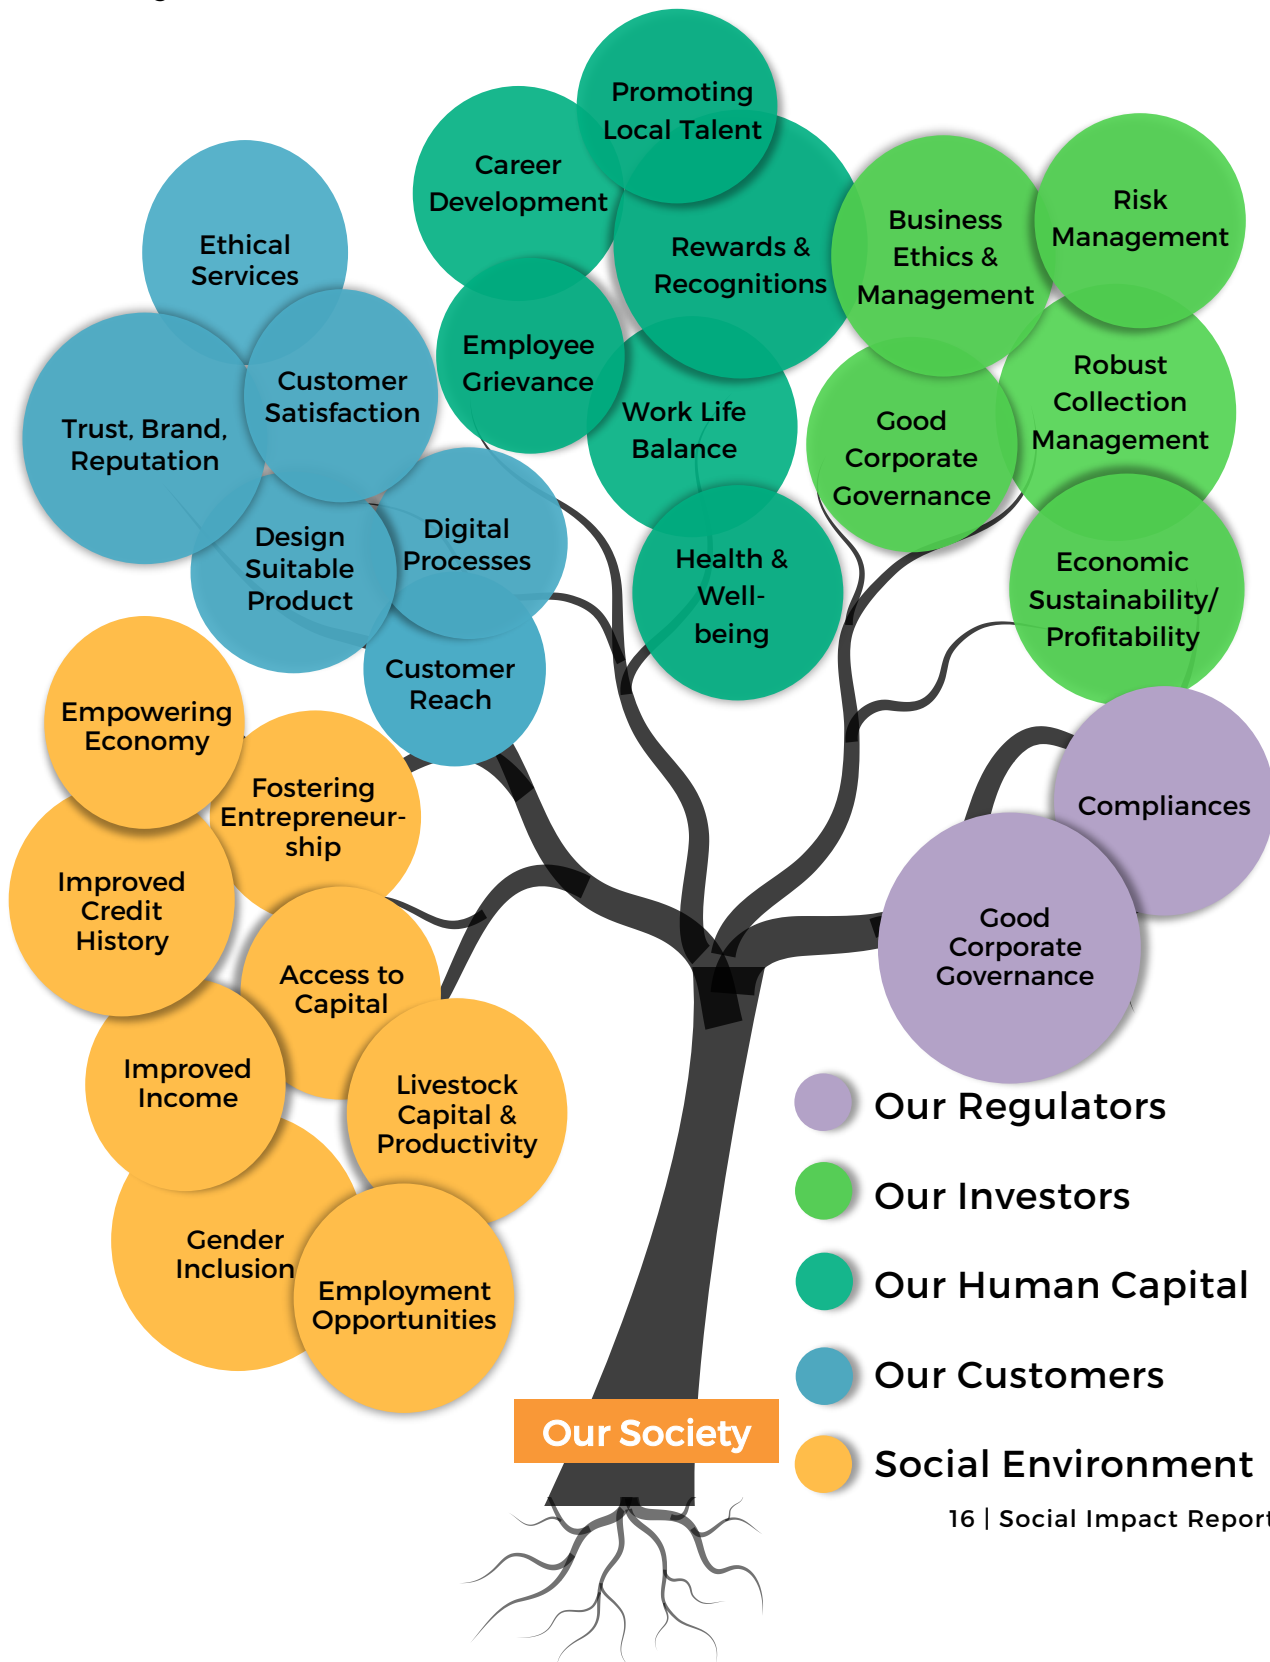 Promoting
Local Talent
Career
Development
Rewards &
Recognitions
Employee
Grievance
Work Life
Balance
Health &
Well-
being
Business
Ethics &
Management
Risk
Management
Good
Corporate
Governance
Robust
Collection
Management
Economic
Sustainability/
Profitability
Ethical
Services
Customer
Satisfaction
Trust, Brand,
Reputation
Design
Suitable
Product
Digital
Processes
Customer
Reach
Empowering
Economy
Fostering
Entrepreneur-
ship
Improved
Credit
History
Access to
Capital
Improved
Income
Livestock
Capital &
Productivity
Gender
Inclusion
Employment
Opportunities
Compliances
Good
Corporate
Governance
Our Regulators
Our Investors
Our Human Capital
Our Customers
Social Environment
Our Society
16 | Social Impact Report